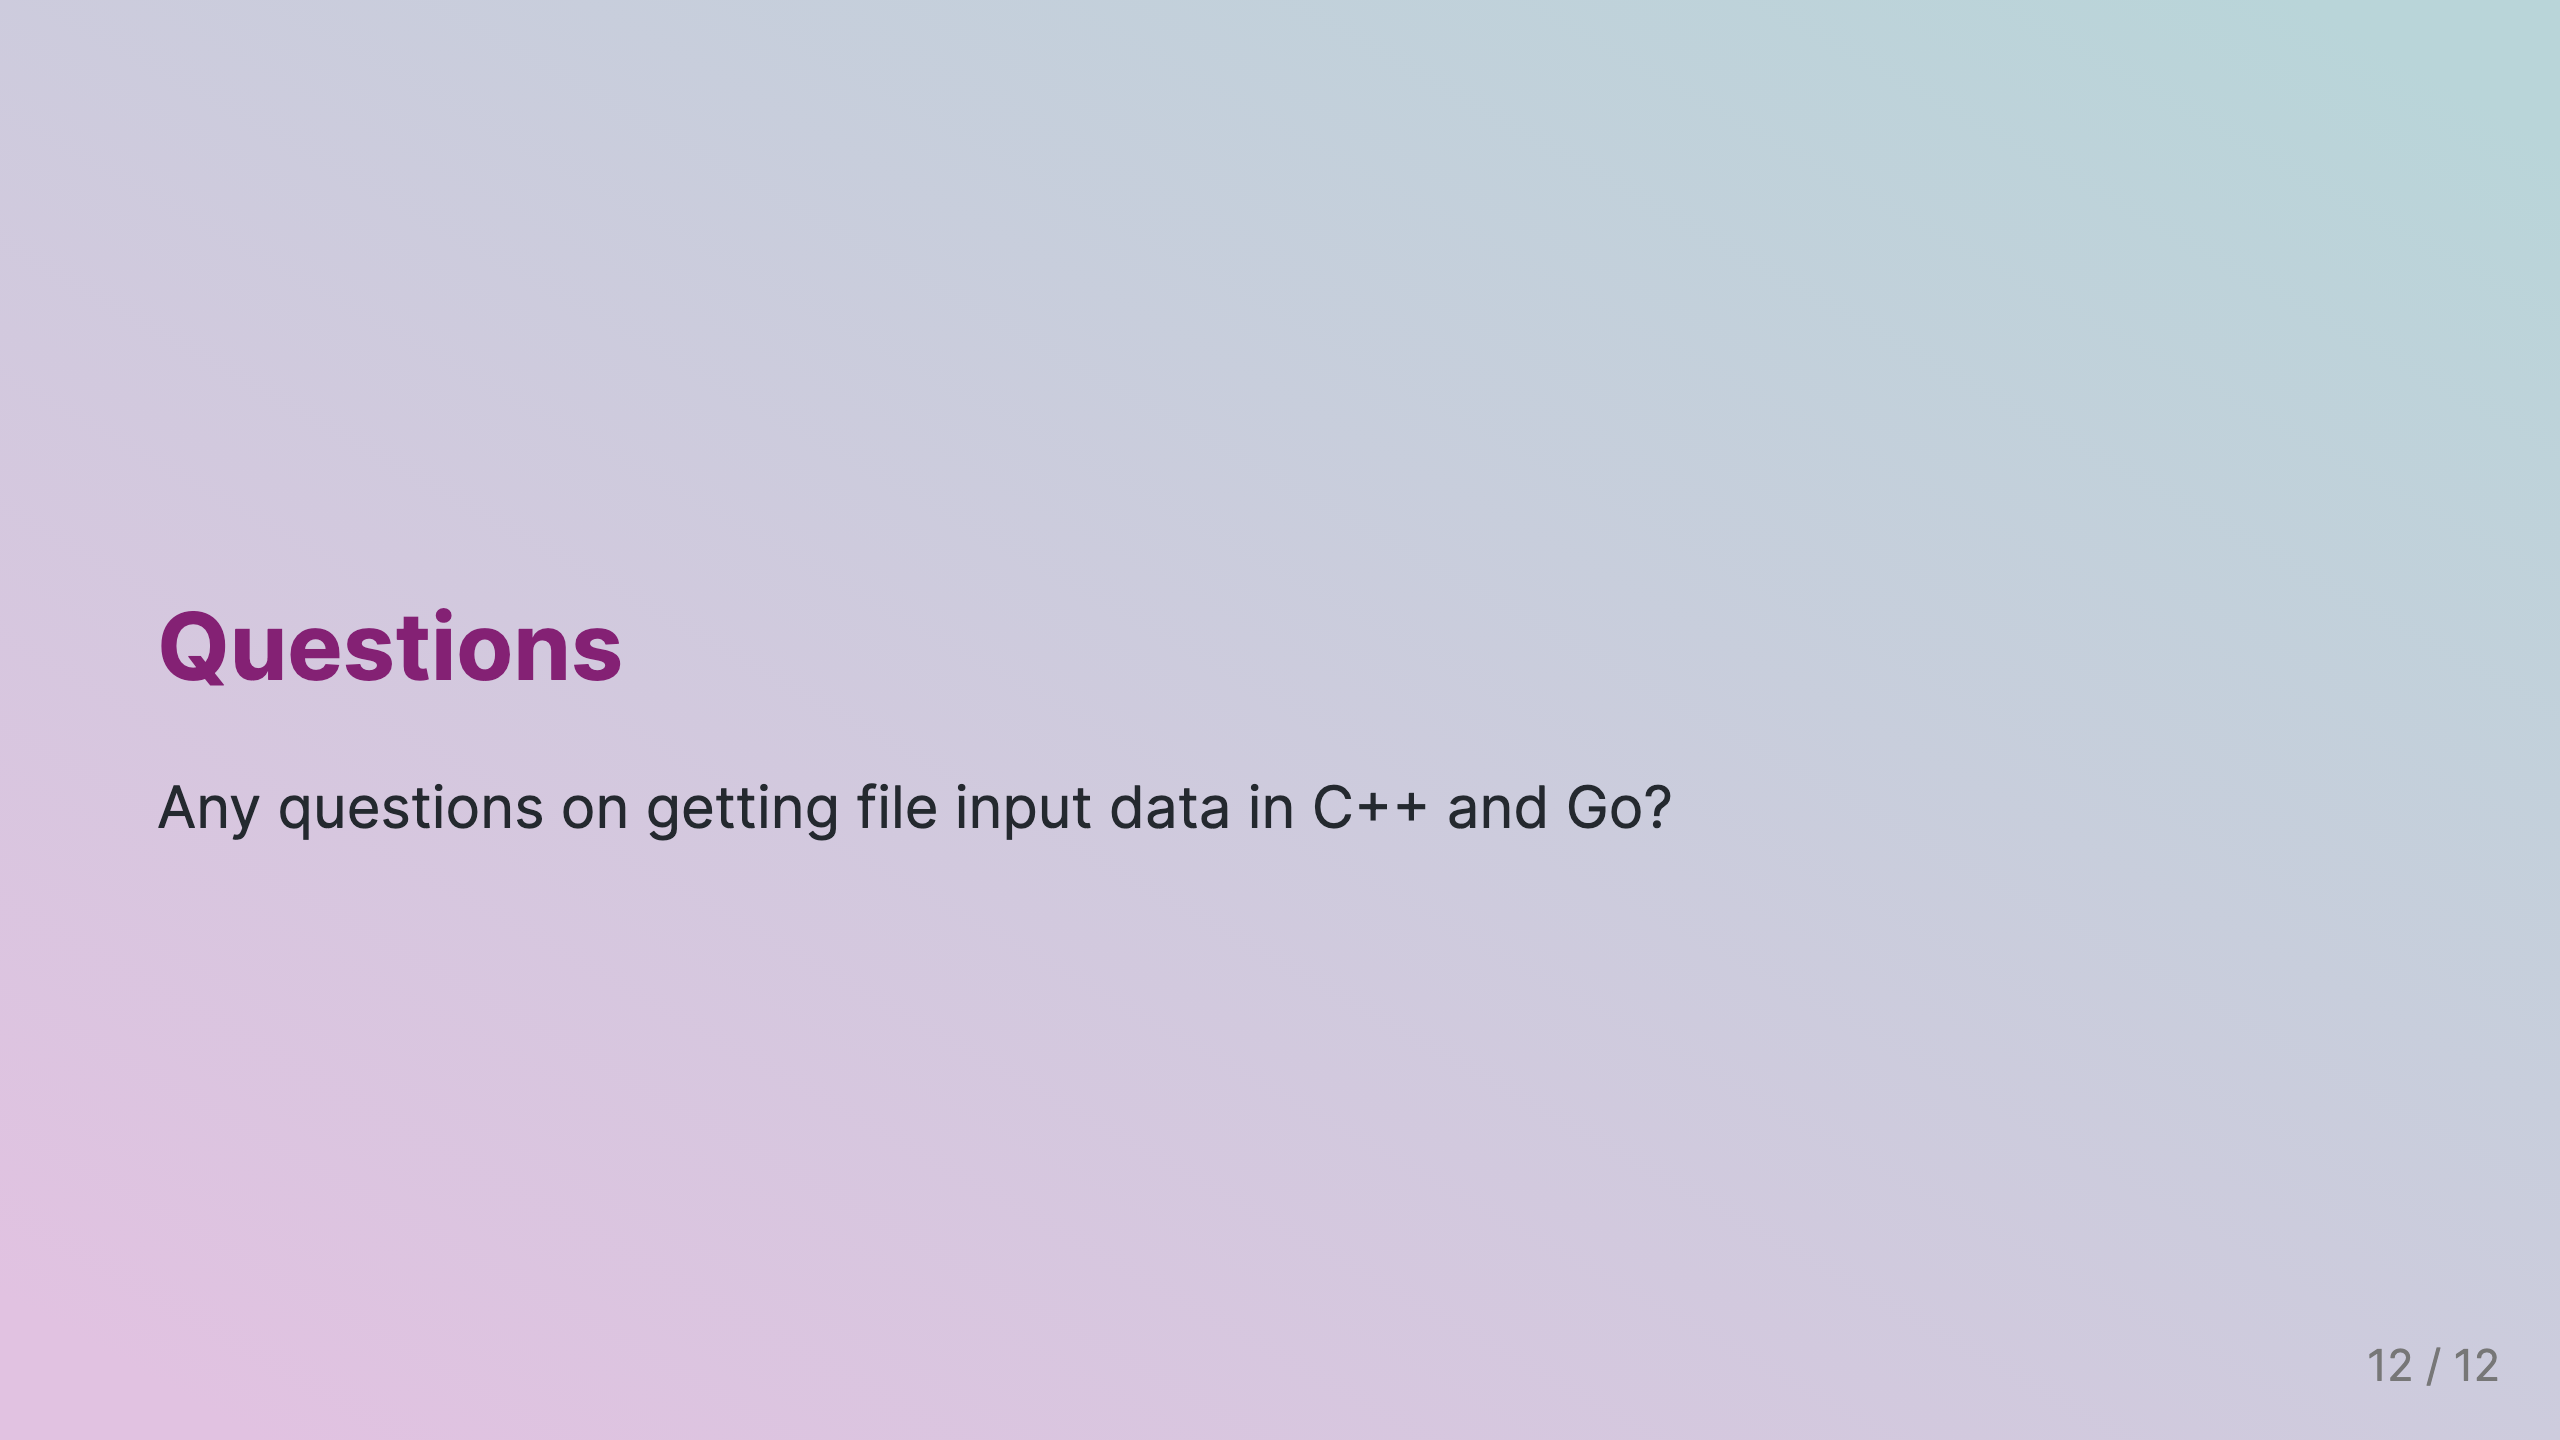 Questions
Any questions on getting file input data in C++ and Go?
12 / 12